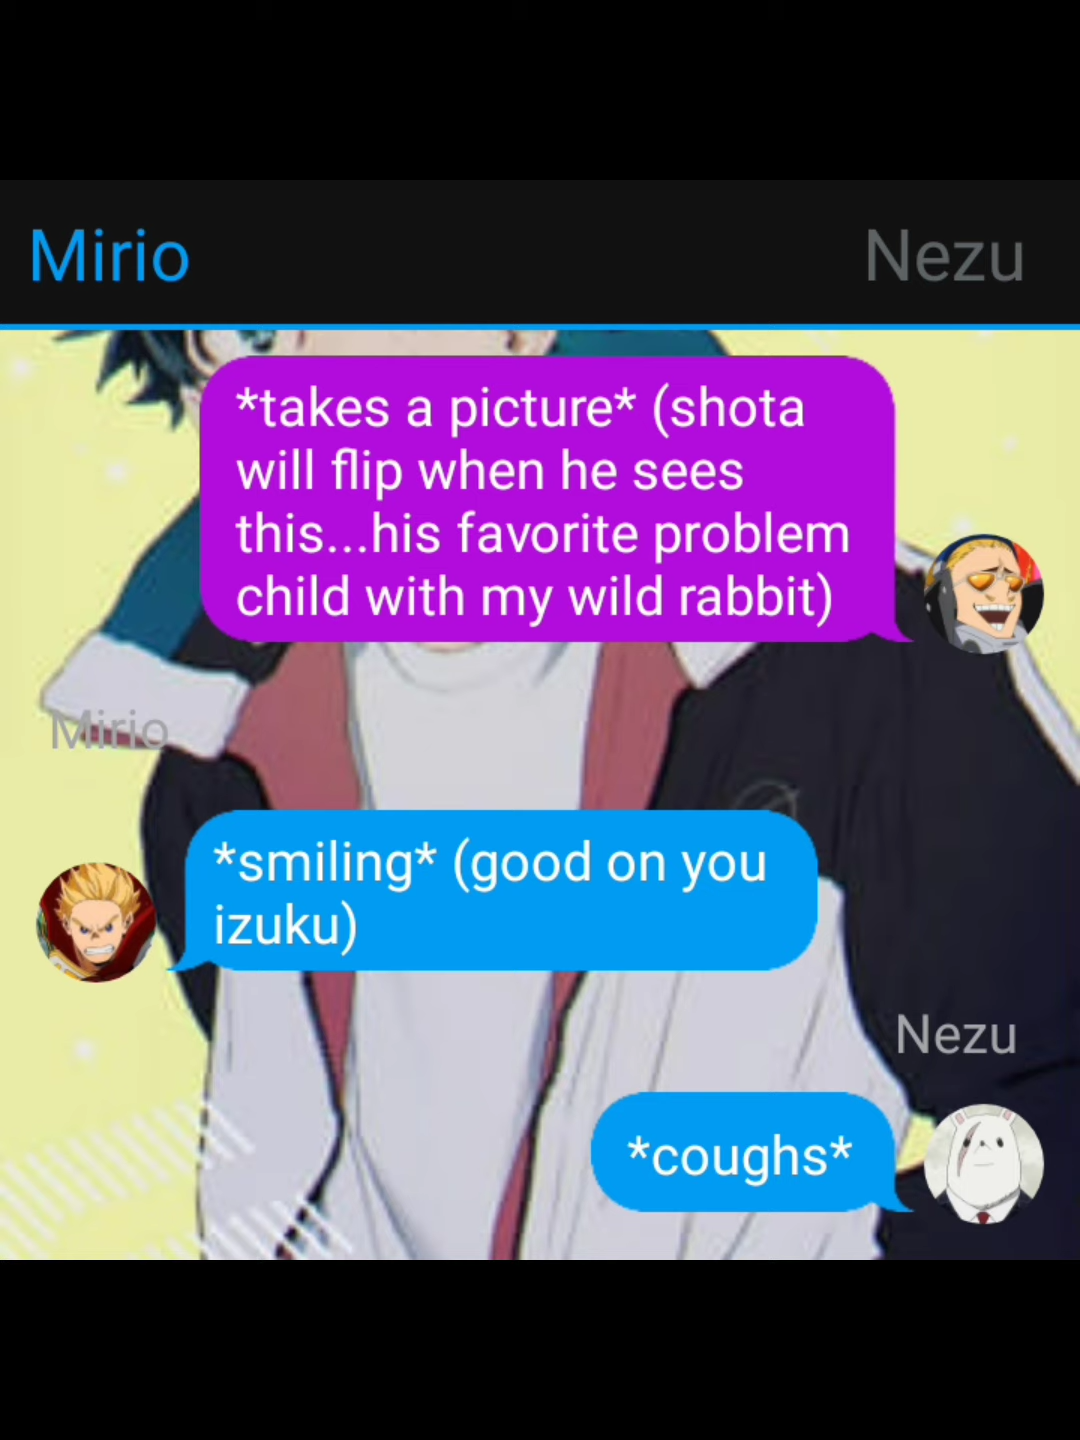 Mirio
Nezu
*takes a picture* (shota
will flip when he sees
this...his favorite problem
child with my wild rabbit)
Mirio
*smiling* (good on you
izuku)
Nezu
*coughs*